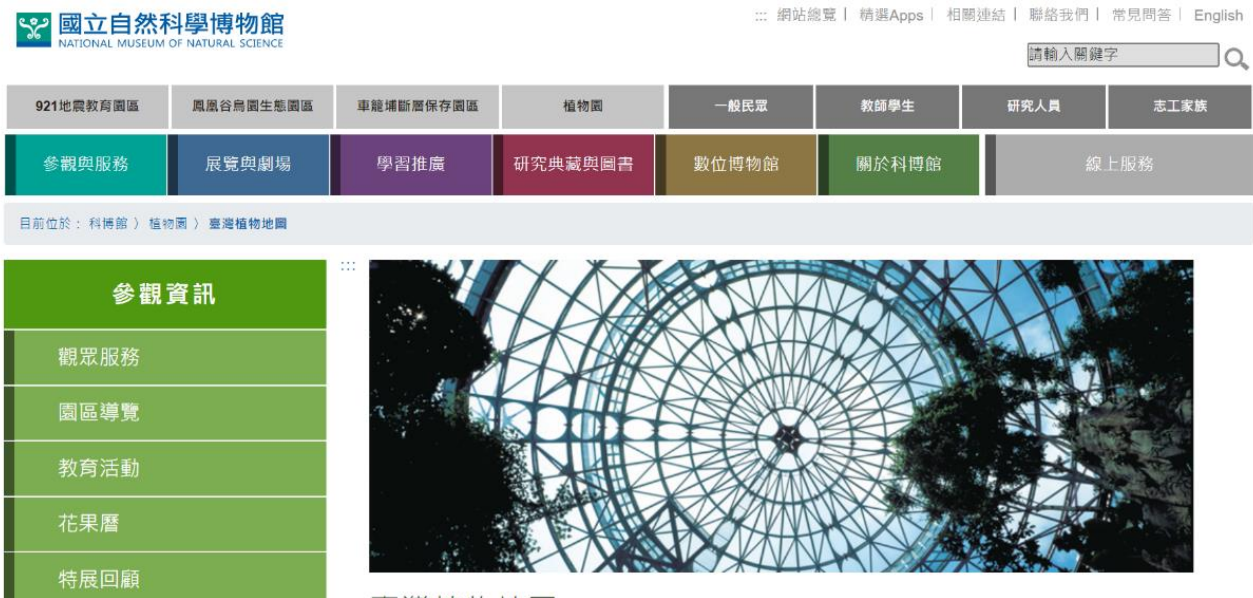 國立自然科學博物館
NATIONAL MUSEUM OF NATURAL SCIENCE
::: 網站總覽 | 精選Apps | 相關連結 | 聯絡我們 | 常見問答 | English
請輸入關鍵字
921地震教育園區 鳳凰谷鳥園生態園區 車籠埔斷層保存園區 植物園 一般民眾 教師學生 研究人員 志工家族
參觀與服務 展覽與劇場 學習推廣 研究典藏與圖書 數位博物館 關於科博館 線上服務
目前位於: 科博館 〉 植物園 〉 臺灣植物地圖
:::
參觀資訊
觀眾服務
園區導覽
教育活動
花果曆
特展回顧